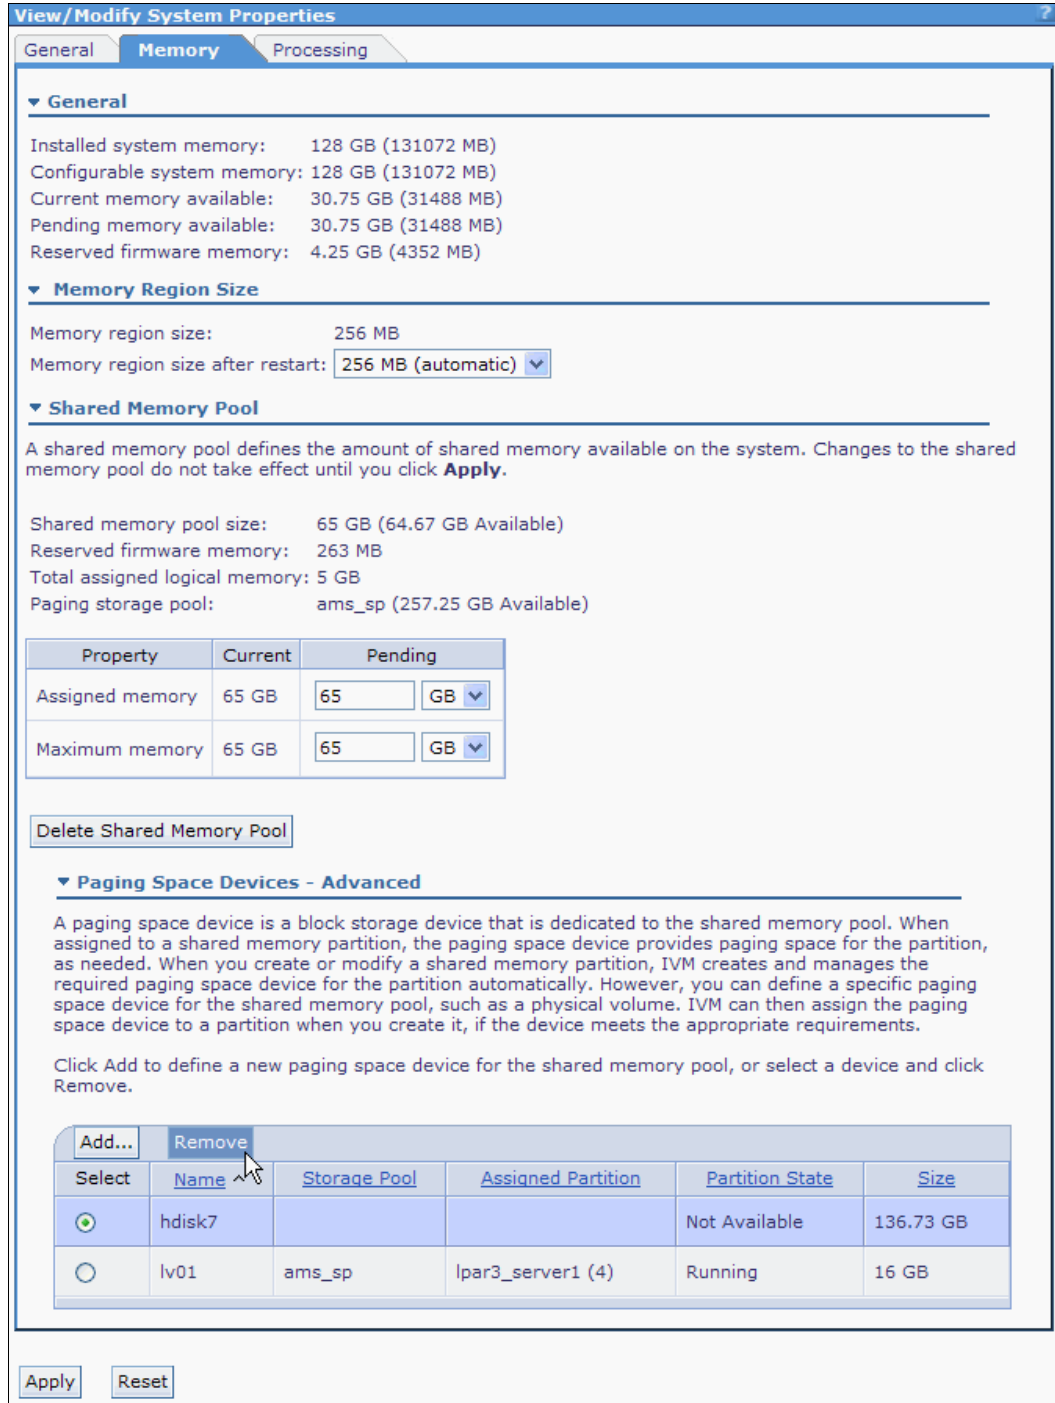 View/Modify System Properties ?
General Memory Processing
General
Installed system memory: 128 GB (131072 MB)
Configurable system memory: 128 GB (131072 MB)
Current memory available: 30.75 GB (31488 MB)
Pending memory available: 30.75 GB (31488 MB)
Reserved firmware memory: 4.25 GB (4352 MB)
Memory Region Size
Memory region size: 256 MB
Memory region size after restart: 256 MB (automatic)
Shared Memory Pool
A shared memory pool defines the amount of shared memory available on the system. Changes to the shared
memory pool do not take effect until you click Apply.
Shared memory pool size: 65 GB (64.67 GB Available)
Reserved firmware memory: 263 MB
Total assigned logical memory: 5 GB
Paging storage pool: ams_sp (257.25 GB Available)
Property Current Pending
Assigned memory 65 GB 65 GB
Maximum memory 65 GB 65 GB
Delete Shared Memory Pool
Paging Space Devices - Advanced
A paging space device is a block storage device that is dedicated to the shared memory pool. When
assigned to a shared memory partition, the paging space device provides paging space for the partition,
as needed. When you create or modify a shared memory partition, IVM creates and manages the
required paging space device for the partition automatically. However, you can define a specific paging
space device for the shared memory pool, such as a physical volume. IVM can then assign the paging
space device to a partition when you create it, if the device meets the appropriate requirements.
Click Add to define a new paging space device for the shared memory pool, or select a device and click
Remove.
Add... Remove
Select Name Storage Pool Assigned Partition Partition State Size
hdisk7 Not Available 136.73 GB
lv01 ams_sp lpar3_server1 (4) Running 16 GB
Apply Reset